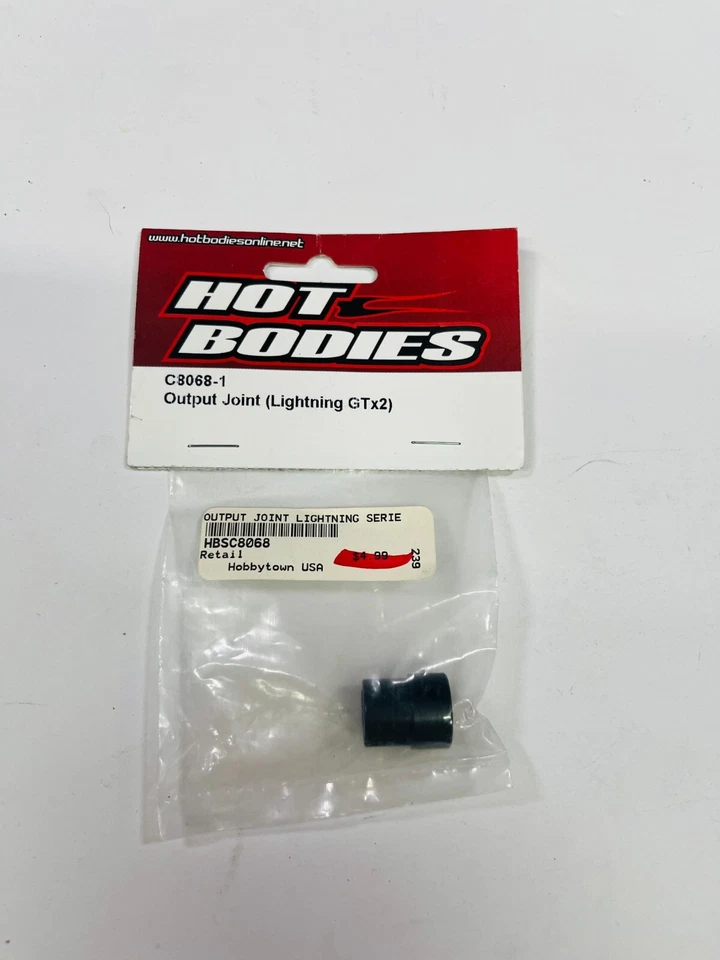 www.hotbodiesonline.net
HOT
BODIES
C8068-1
Output Joint (Lightning GTx2)
OUTPUT JOINT LIGHTNING SERIE
HBSC8068
Retail
$4.99
239
Hobbytown USA